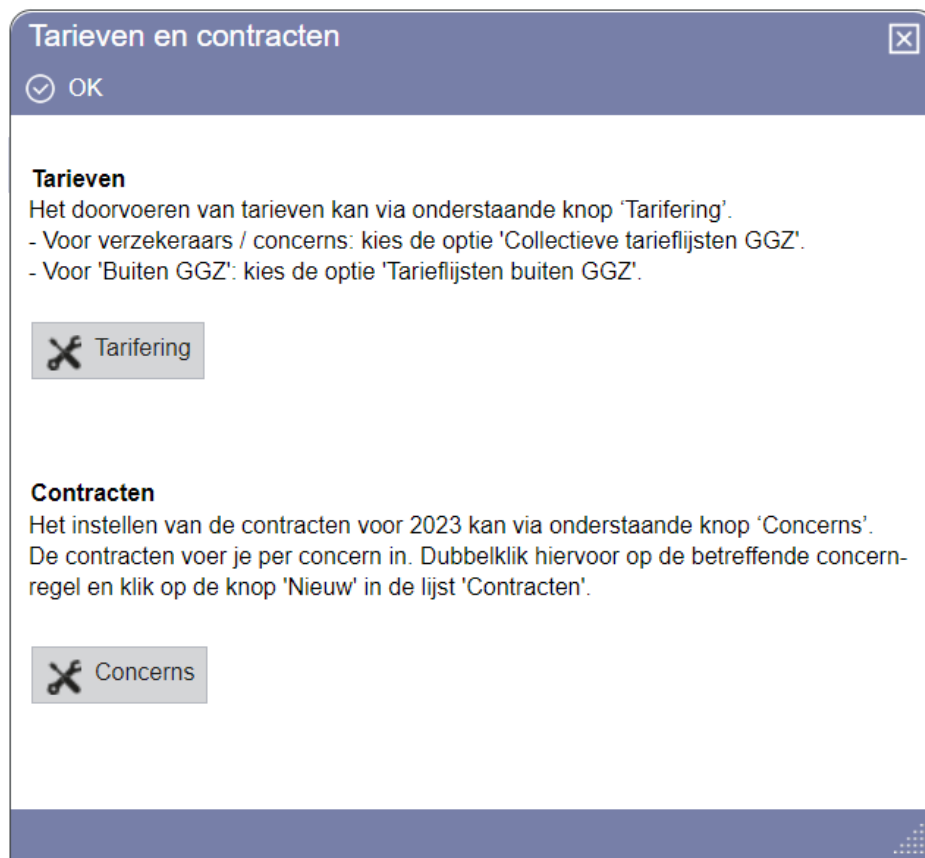 Tarieven en contracten
OK
Tarieven
Het doorvoeren van tarieven kan via onderstaande knop ‘Tarifering’.
- Voor verzekeraars / concerns: kies de optie 'Collectieve tarieflijsten GGZ'.
- Voor 'Buiten GGZ': kies de optie 'Tarieflijsten buiten GGZ'.
Tarifering
Contracten
Het instellen van de contracten voor 2023 kan via onderstaande knop ‘Concerns’.
De contracten voer je per concern in. Dubbelklik hiervoor op de betreffende concern-
regel en klik op de knop 'Nieuw' in de lijst 'Contracten'.
Concerns